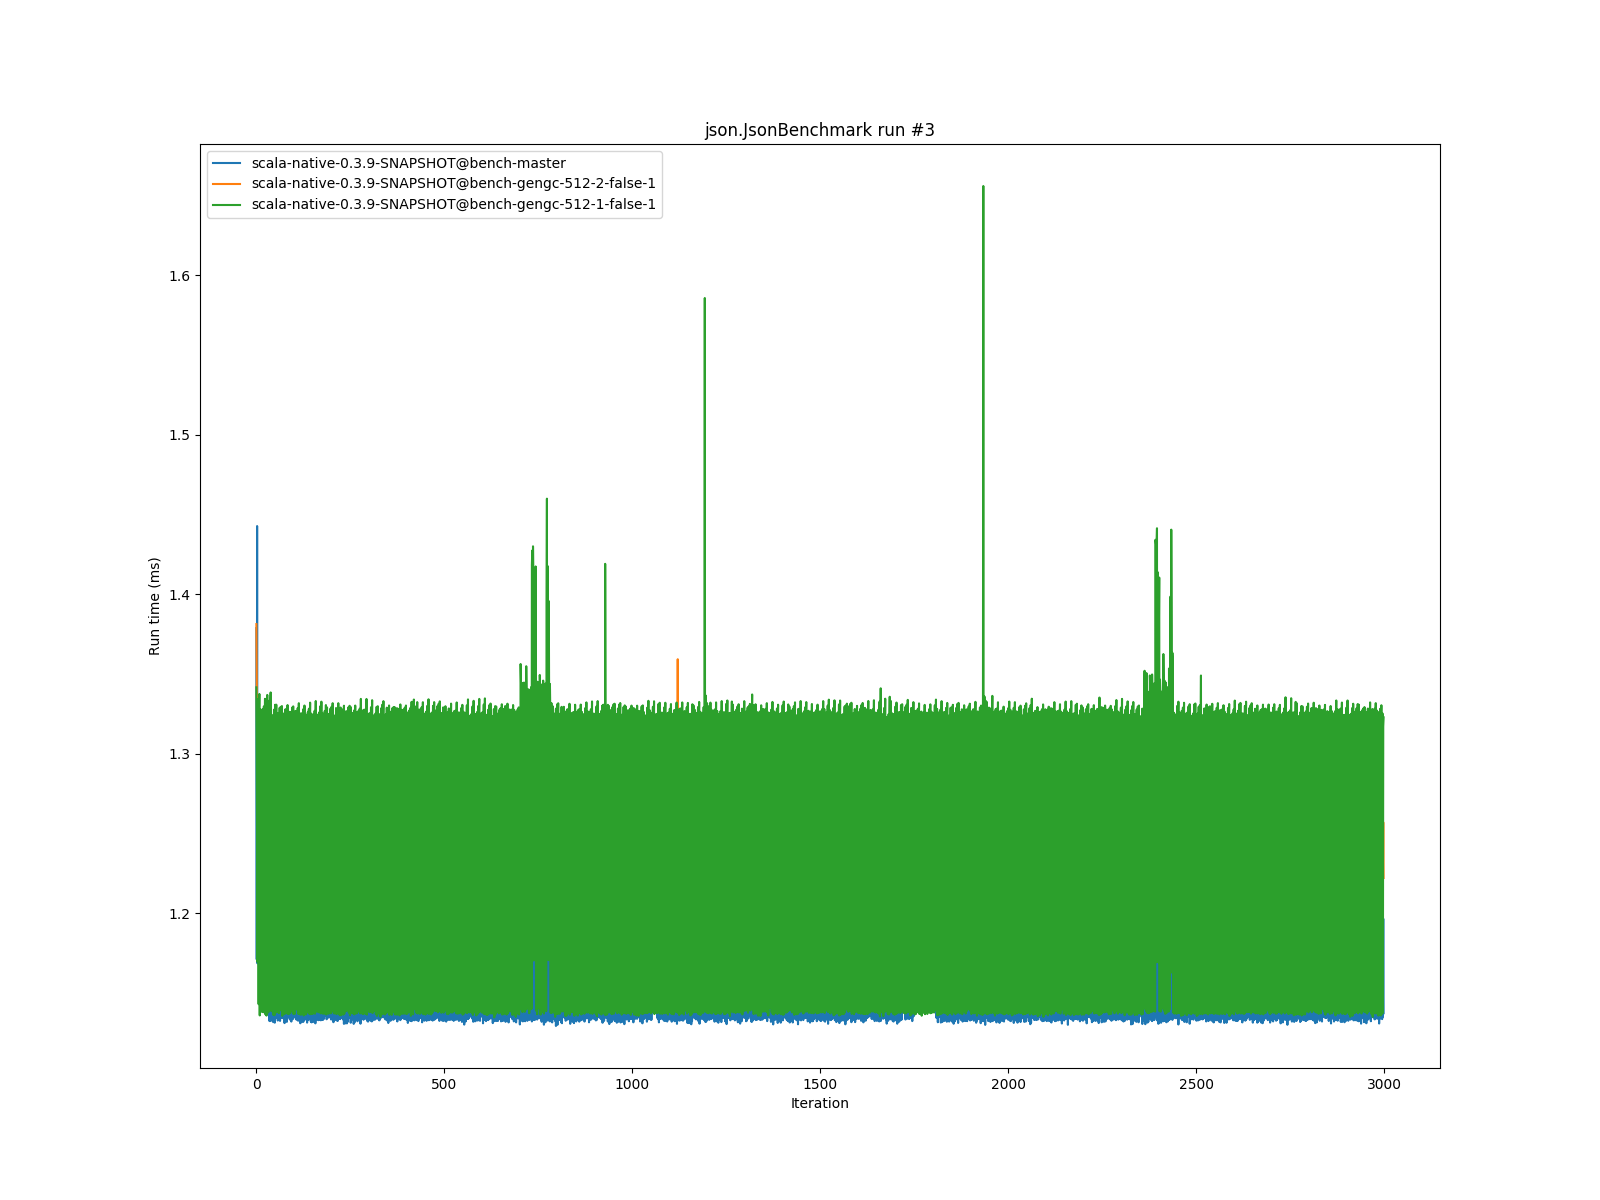 json.JsonBenchmark run #3
scala-native-0.3.9-SNAPSHOT@bench-master
scala-native-0.3.9-SNAPSHOT@bench-gengc-512-2-false-1
scala-native-0.3.9-SNAPSHOT@bench-gengc-512-1-false-1
1.6
1.5
1.4
1.3
1.2
Run time (ms)
0 500 1000 1500 2000 2500 3000
Iteration